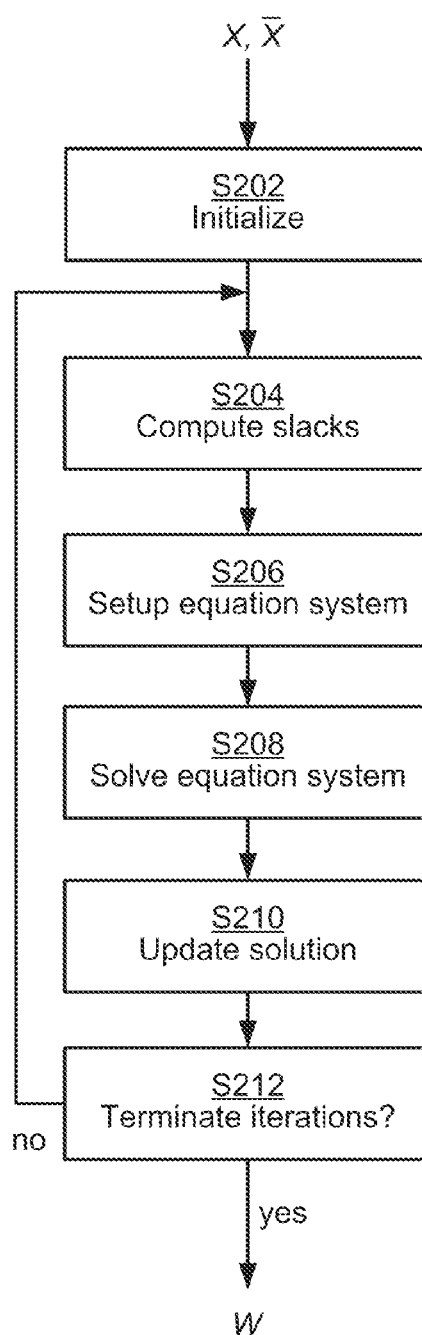 X, X̅
S202
Initialize
S204
Compute slacks
S206
Setup equation system
S208
Solve equation system
S210
Update solution
S212
Terminate iterations?
no
yes
W